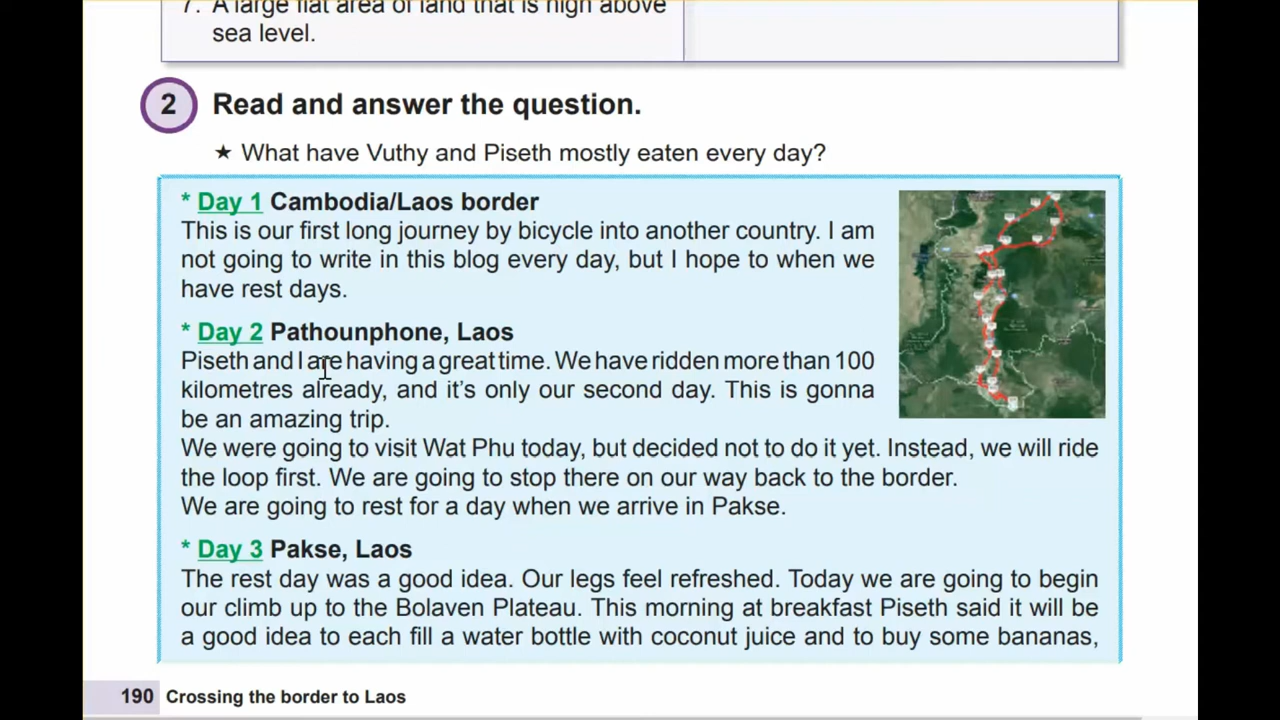 7. A large flat area of land that is high above
sea level.
2 Read and answer the question.
★ What have Vuthy and Piseth mostly eaten every day?
* Day 1 Cambodia/Laos border
This is our first long journey by bicycle into another country. I am
not going to write in this blog every day, but I hope to when we
have rest days.
* Day 2 Pathounphone, Laos
Piseth and I are having a great time. We have ridden more than 100
kilometres already, and it's only our second day. This is gonna
be an amazing trip.
We were going to visit Wat Phu today, but decided not to do it yet. Instead, we will ride
the loop first. We are going to stop there on our way back to the border.
We are going to rest for a day when we arrive in Pakse.
* Day 3 Pakse, Laos
The rest day was a good idea. Our legs feel refreshed. Today we are going to begin
our climb up to the Bolaven Plateau. This morning at breakfast Piseth said it will be
a good idea to each fill a water bottle with coconut juice and to buy some bananas,
190 Crossing the border to Laos